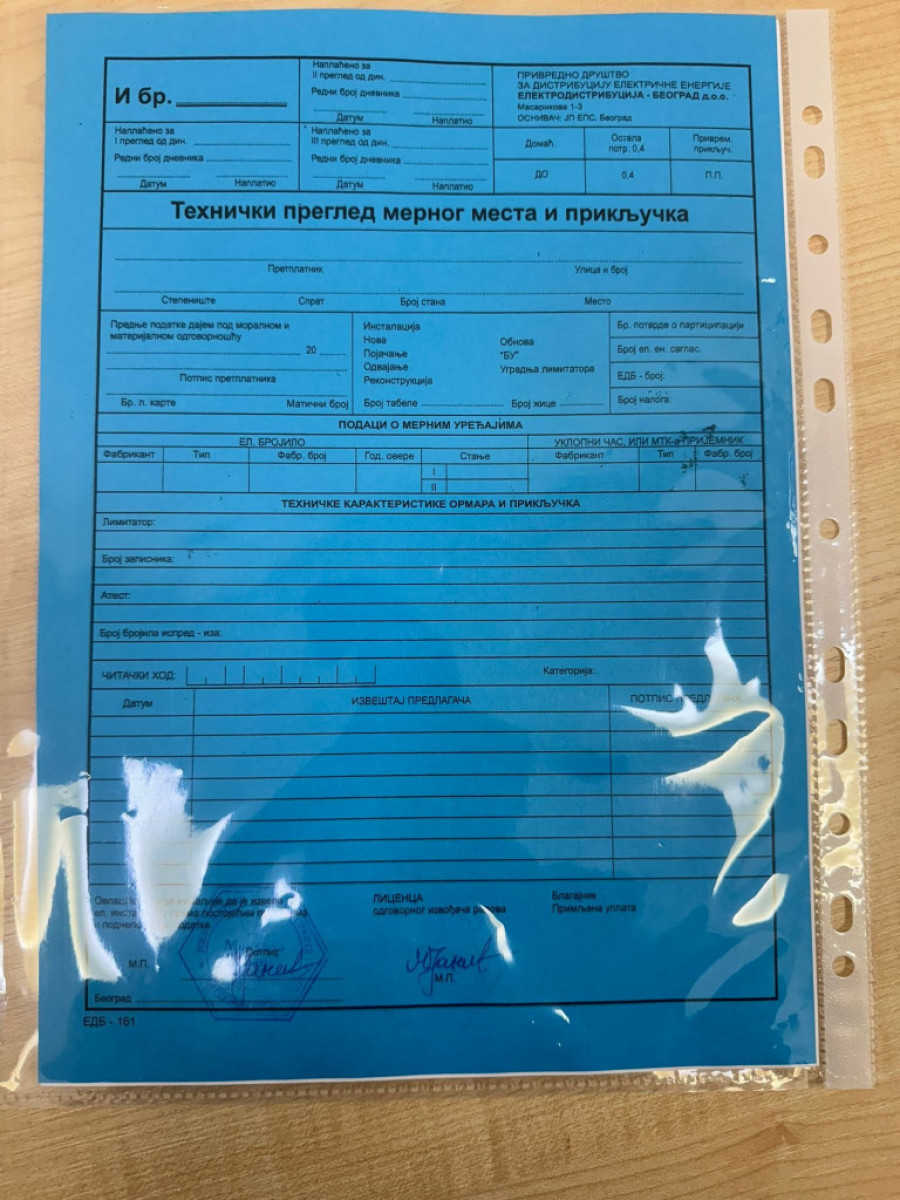 И бр.
Наплаћено за
II преглед од дин.
Редни број дневника
Датум Наплатио
ПРИВРЕДНО ДРУШТВО
ЗА ДИСТРИБУЦИЈУ ЕЛЕКТРИЧНЕ ЕНЕРГИЈЕ
ЕЛЕКТРОДИСТРИБУЦИЈА - БЕОГРАД д.о.о.
Масарикова 1-3
ОСНИВАЧ: ЈП ЕПС, Београд
Наплаћено за
I преглед од дин.
Редни број дневника
Датум Наплатио
Наплаћено за
III преглед од дин.
Редни број дневника
Датум Наплатио
Домаћ. Остала потр. 0,4 Приврем. прикључ.
ДО 0,4 П.П.
Технички преглед мерног места и прикључка
Претплатник Улица и број
Степениште Спрат Број стана Место
Предње податке дајем под моралном и
материјалном одговорношћу
20
Потпис претплатника
Бр. л. карте Матични број
Инсталација
Нова Обнова
Појачање "БУ"
Одвајање Уградња лимитатора
Реконструкција
Број табеле Број жице
Бр. потврде о партиципацији
Број ел. ен. саглас.
ЕДБ - број:
Број налога:
ПОДАЦИ О МЕРНИМ УРЕЂАЈИМА
ЕЛ. БРОЈИЛО УКЛОПНИ ЧАС, ИЛИ МТК-а ПРИЈЕМНИК
Фабрикант Тип Фабр. број Год. овере Стање Фабрикант Тип Фабр. број
I
II
ТЕХНИЧКЕ КАРАКТЕРИСТИКЕ ОРМАРА И ПРИКЉУЧКА
Лимитатор:
Број записника:
Атест:
Број бројила испред - иза:
ЧИТАЧКИ ХОД: Категорија:
Датум ИЗВЕШТАЈ ПРЕДЛАГАЧА ПОТПИС
да је
ел.
и
М.П. Потпис
Београд
ЛИЦЕНЦА
одговорног извођача радова
М.П.
Благајник
Примљена уплата
ЕДБ - 161